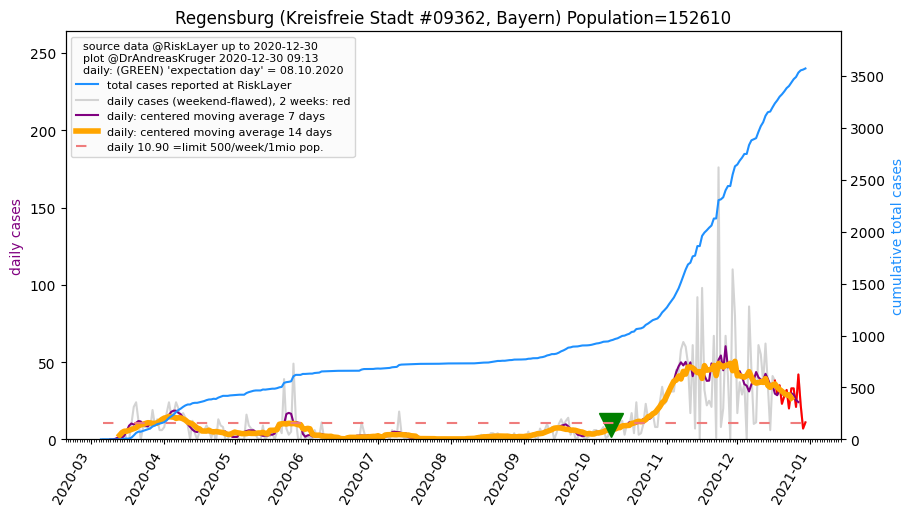 Regensburg (Kreisfreie Stadt #09362, Bayern) Population=152610
source data @RiskLayer up to 2020-12-30
plot @DrAndreasKruger 2020-12-30 09:13
daily: (GREEN) 'expectation day' = 08.10.2020
total cases reported at RiskLayer
daily cases (weekend-flawed), 2 weeks: red
daily: centered moving average 7 days
daily: centered moving average 14 days
daily 10.90 =limit 500/week/1mio pop.
daily cases
250
200
150
100
50
0
cumulative total cases
3500
3000
2500
2000
1500
1000
500
0
2020-03
2020-04
2020-05
2020-06
2020-07
2020-08
2020-09
2020-10
2020-11
2020-12
2021-01